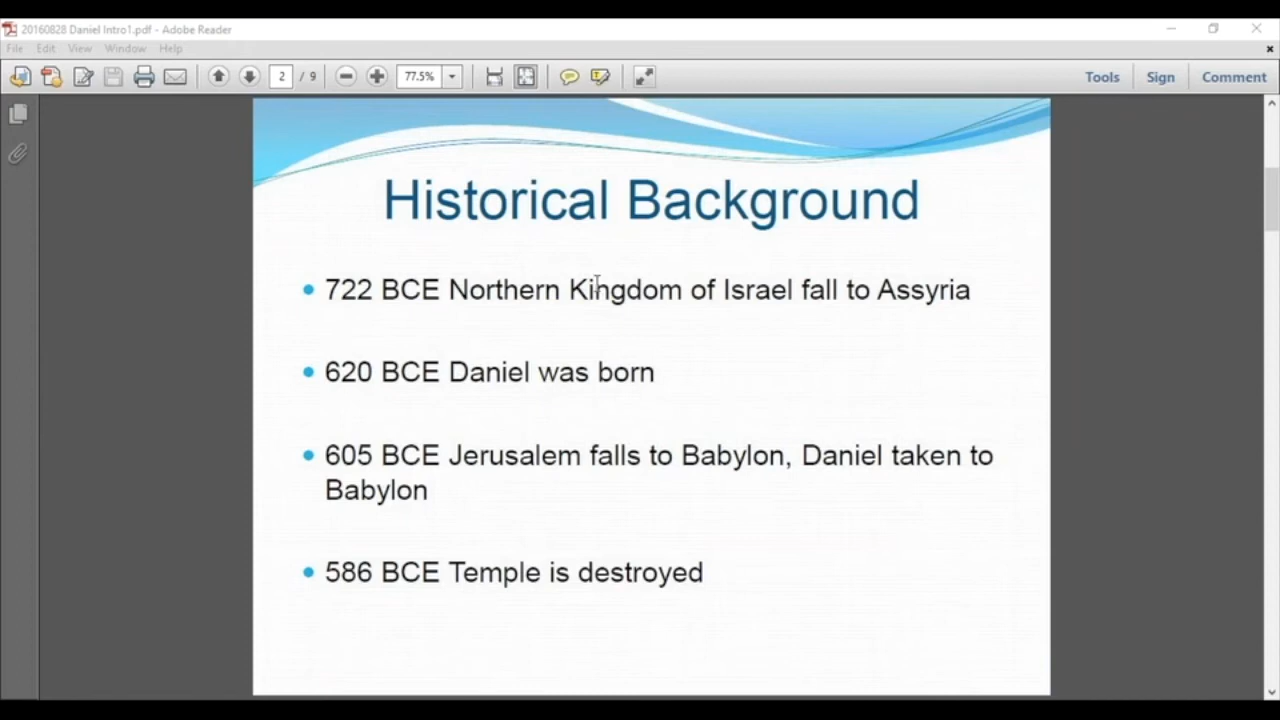 20160828 Daniel Intro1.pdf - Adobe Reader
File Edit View Window Help
2 / 9 77.5% Tools Sign Comment
Historical Background
• 722 BCE Northern Kingdom of Israel fall to Assyria
• 620 BCE Daniel was born
• 605 BCE Jerusalem falls to Babylon, Daniel taken to
Babylon
• 586 BCE Temple is destroyed